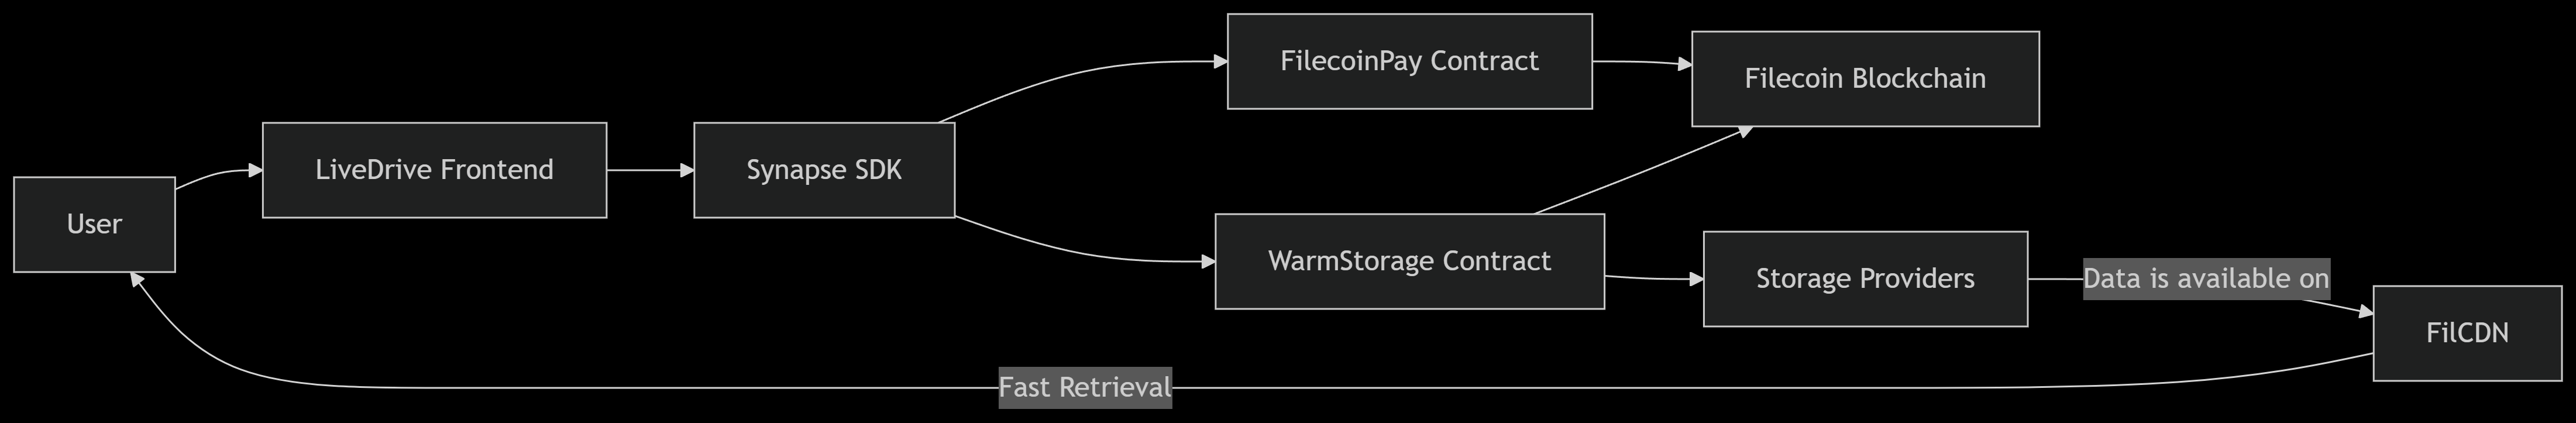 User
LiveDrive Frontend
Synapse SDK
FilecoinPay Contract
Filecoin Blockchain
WarmStorage Contract
Storage Providers
Data is available on
FilCDN
Fast Retrieval